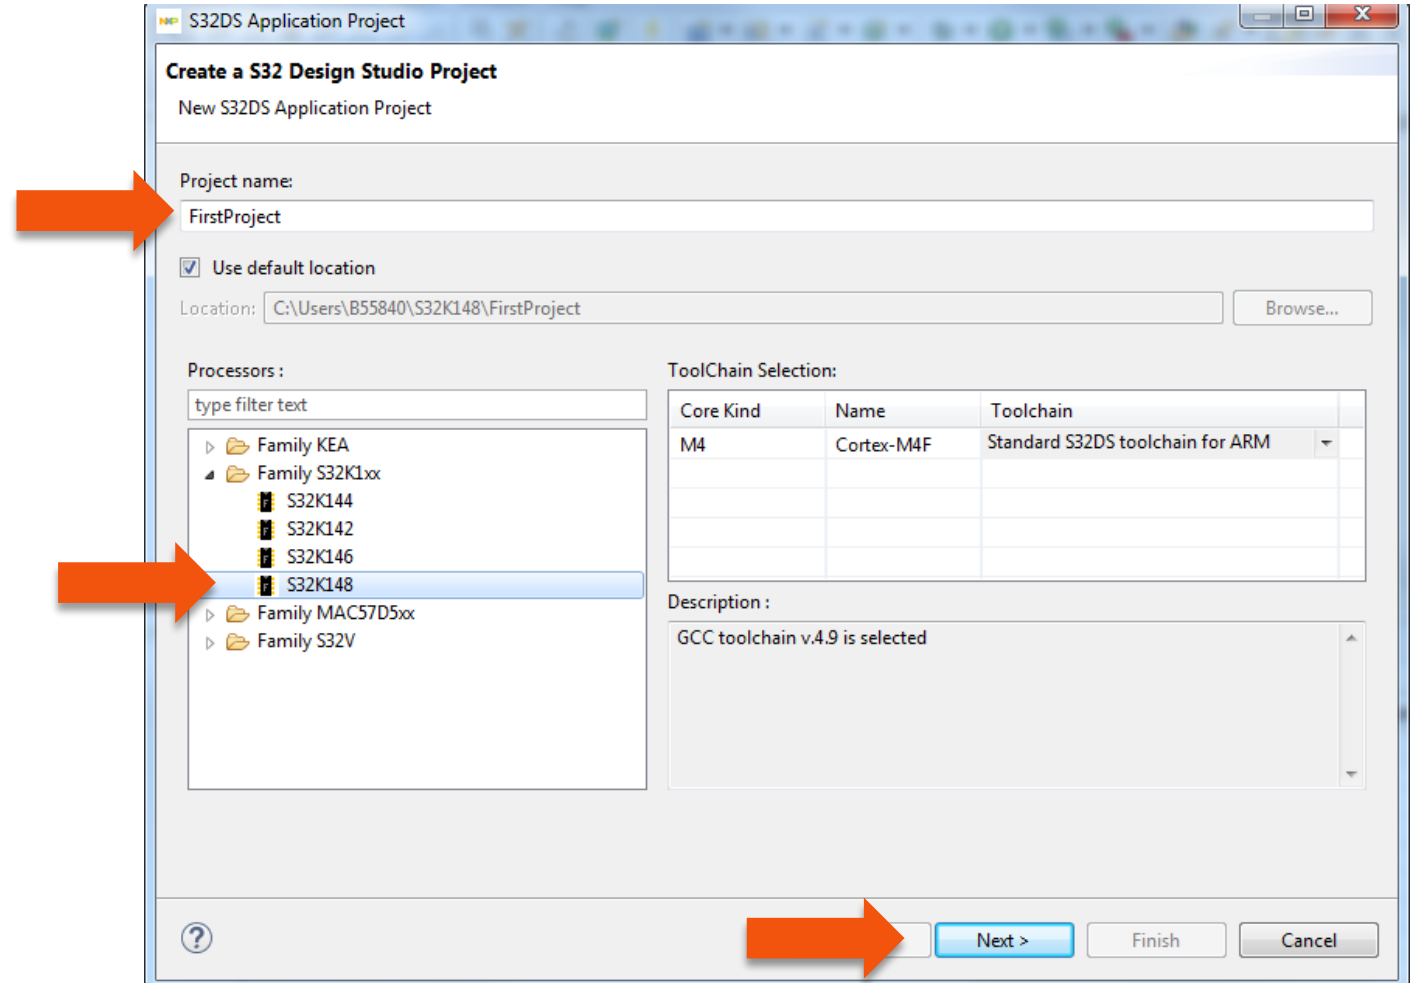 NXP S32DS Application Project
Create a S32 Design Studio Project
New S32DS Application Project
Project name:
FirstProject
Use default location
Location: C:\Users\B55840\S32K148\FirstProject Browse...
Processors :
type filter text
Family KEA
Family S32K1xx
S32K144
S32K142
S32K146
S32K148
Family MAC57D5xx
Family S32V
ToolChain Selection:
Core Kind Name Toolchain
M4 Cortex-M4F Standard S32DS toolchain for ARM
Description :
GCC toolchain v.4.9 is selected
? Next > Finish Cancel